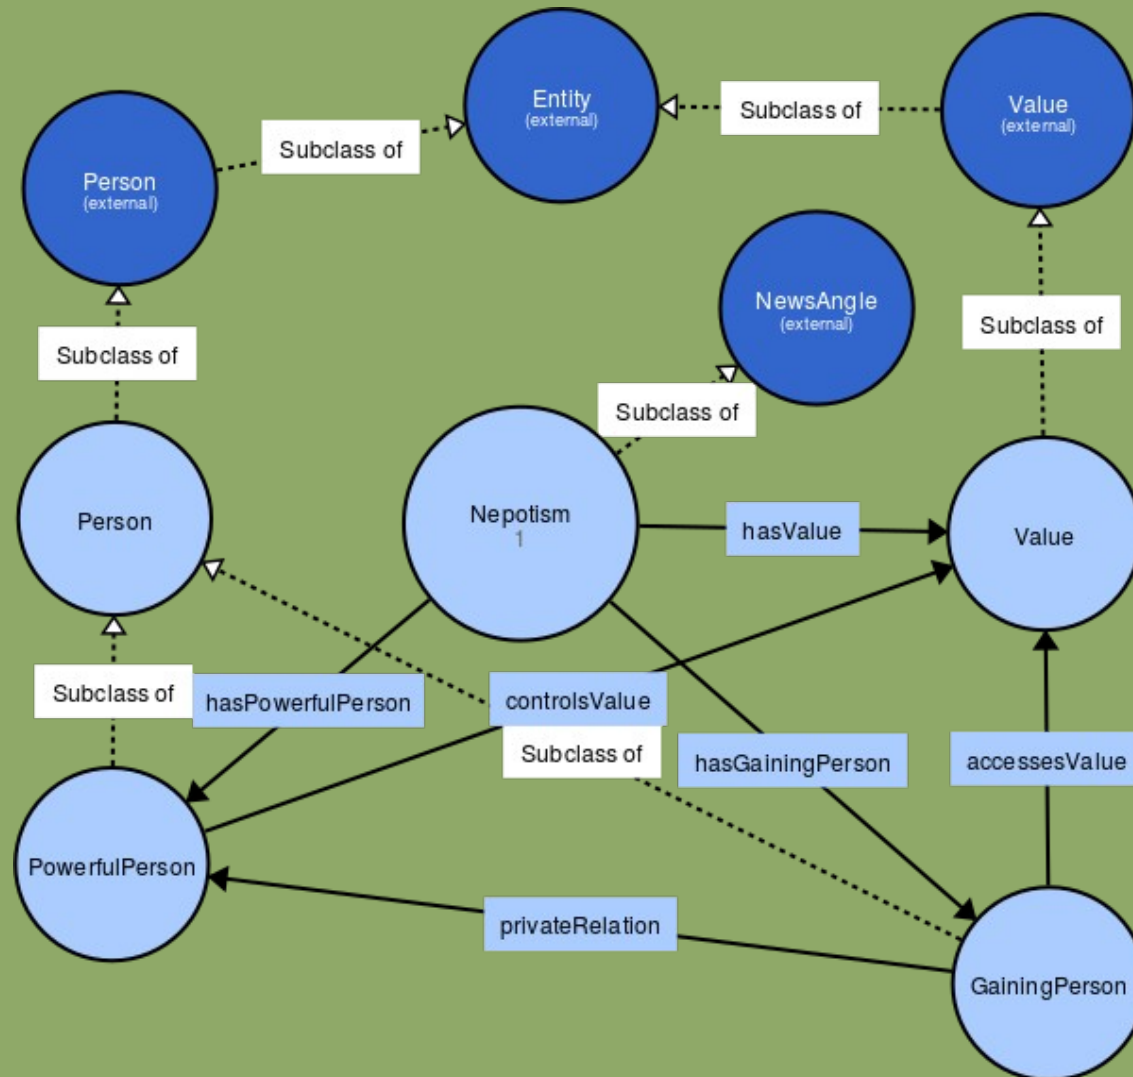 Entity
(external)
Subclass of
Value
(external)
Subclass of
Person
(external)
NewsAngle
(external)
Subclass of
Subclass of
Subclass of
Person
Nepotism
1
hasValue
Value
Subclass of
hasPowerfulPerson
controlsValue
Subclass of
hasGainingPerson
accessesValue
PowerfulPerson
privateRelation
GainingPerson